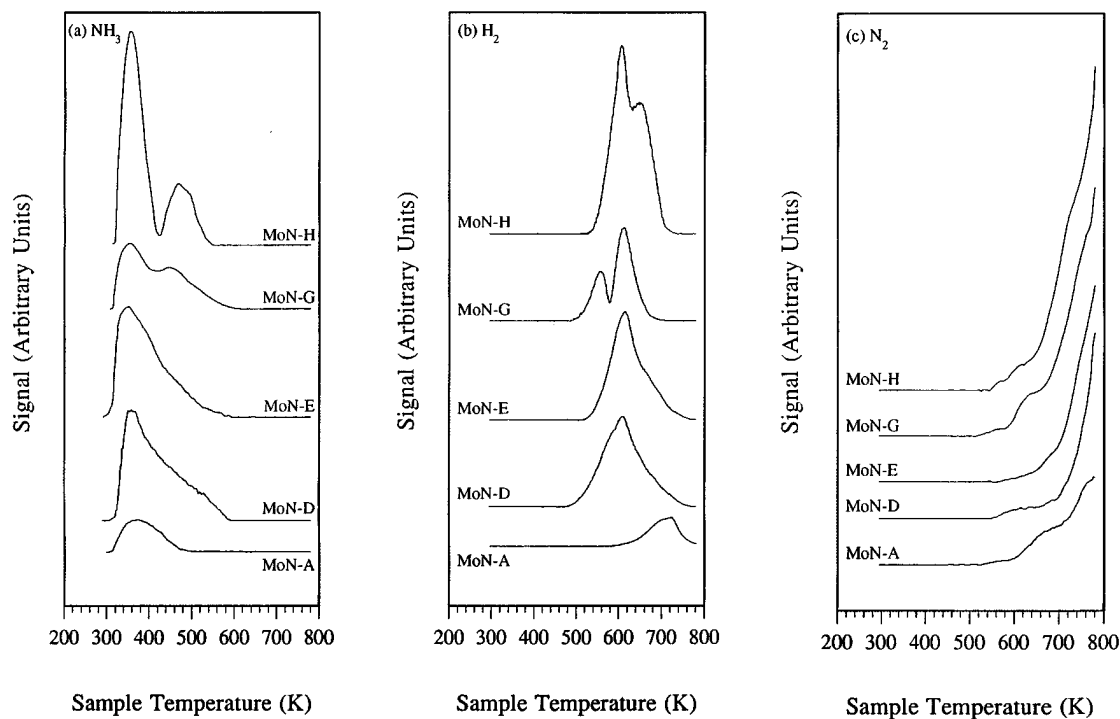 (a) NH₃
Signal (Arbitrary Units)
MoN-H
MoN-G
MoN-E
MoN-D
MoN-A
200 300 400 500 600 700 800
Sample Temperature (K)
(b) H₂
Signal (Arbitrary Units)
MoN-H
MoN-G
MoN-E
MoN-D
MoN-A
200 300 400 500 600 700 800
Sample Temperature (K)
(c) N₂
Signal (Arbitrary Units)
MoN-H
MoN-G
MoN-E
MoN-D
MoN-A
200 300 400 500 600 700 800
Sample Temperature (K)